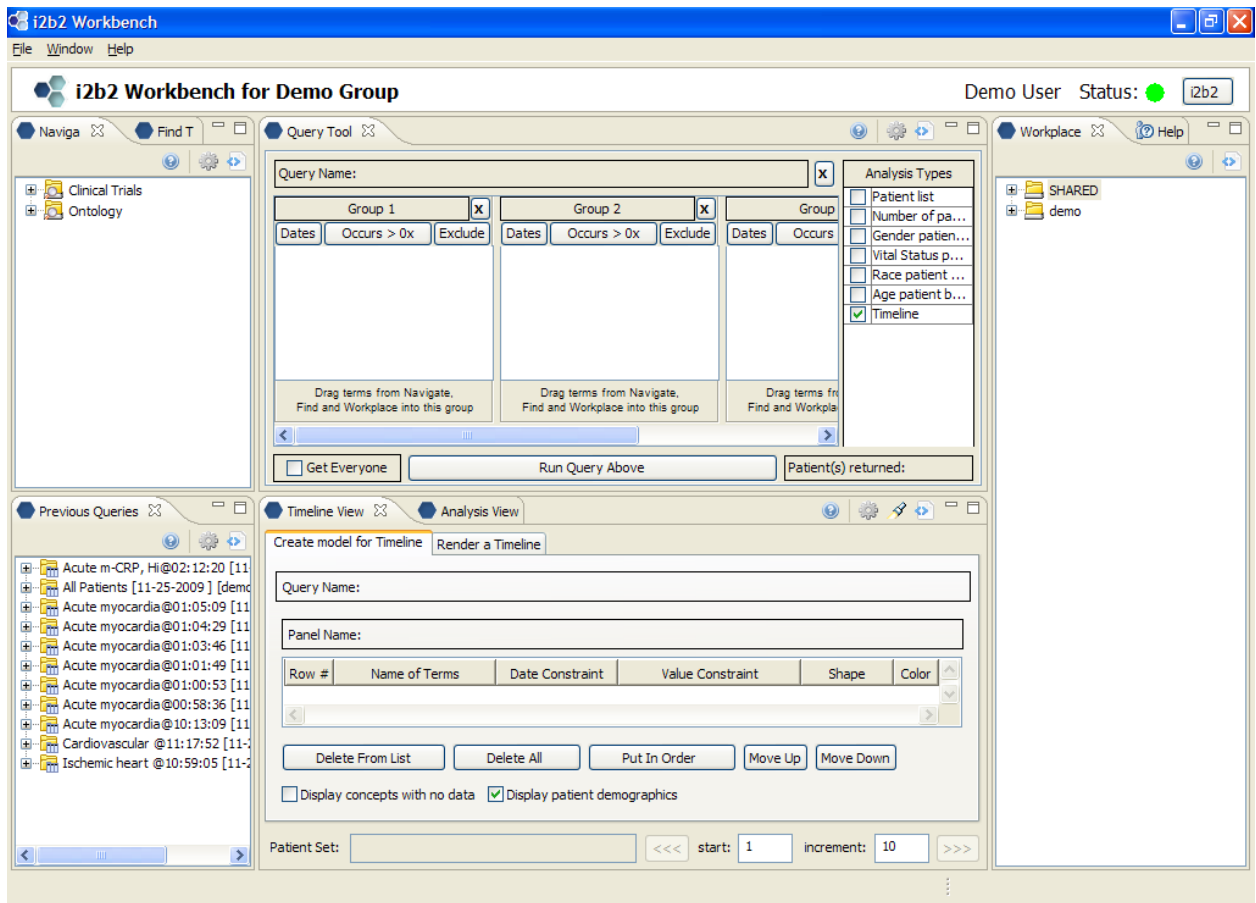 i2b2 Workbench
File Window Help
i2b2 Workbench for Demo Group
Demo User Status: i2b2
Naviga Find T
Clinical Trials
Ontology
Query Tool
Query Name: x
Group 1 x Group 2 x Group
Dates Occurs > 0x Exclude Dates Occurs > 0x Exclude Dates Occurs
Drag terms from Navigate, Drag terms from Navigate, Drag terms fr
Find and Workplace into this group Find and Workplace into this group Find and Workpla
Analysis Types
Patient list
Number of pa...
Gender patien...
Vital Status p...
Race patient ...
Age patient b...
Timeline
Get Everyone Run Query Above Patient(s) returned:
Workplace Help
SHARED
demo
Previous Queries
Acute m-CRP, Hi@02:12:20 [11
All Patients [11-25-2009 ] [demo
Acute myocardia@01:05:09 [11
Acute myocardia@01:04:29 [11
Acute myocardia@01:03:46 [11
Acute myocardia@01:01:49 [11
Acute myocardia@01:00:53 [11
Acute myocardia@00:58:36 [11
Acute myocardia@10:13:09 [11
Cardiovascular @11:17:52 [11-2
Ischemic heart @10:59:05 [11-2
Timeline View Analysis View
Create model for Timeline Render a Timeline
Query Name:
Panel Name:
Row # Name of Terms Date Constraint Value Constraint Shape Color
Delete From List Delete All Put In Order Move Up Move Down
Display concepts with no data Display patient demographics
Patient Set: <<< start: 1 increment: 10 >>>